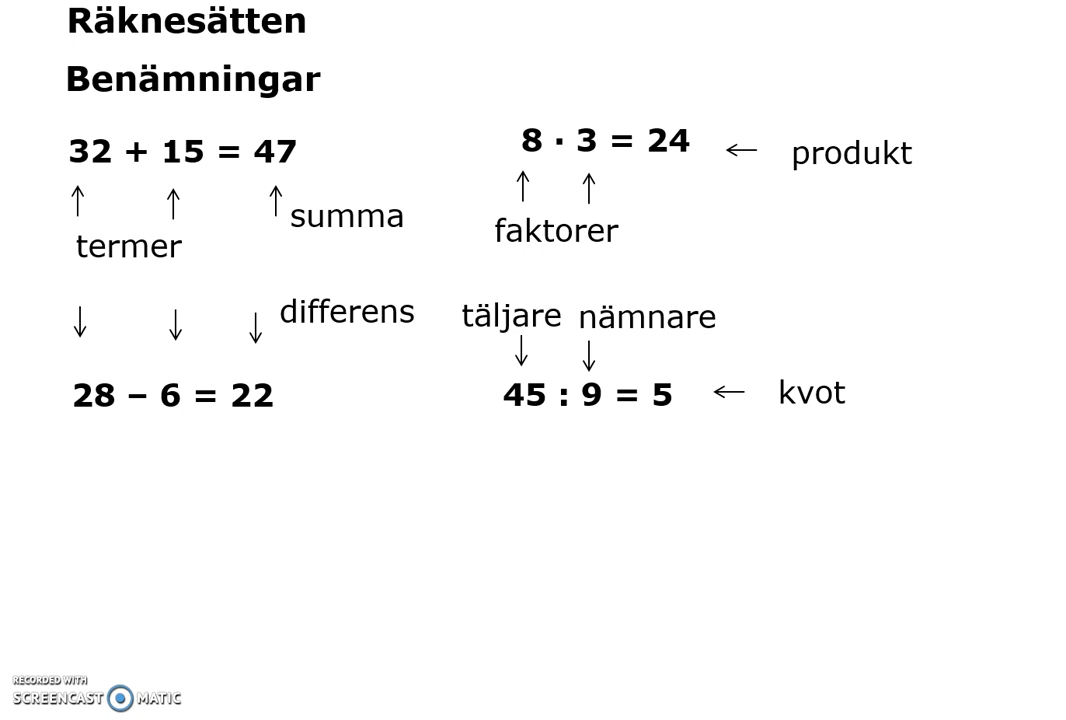 Räknesätten
Benämningar
32 + 15 = 47
8 · 3 = 24 ← produkt
↑ ↑ ↑ summa
↑ ↑
termer
faktorer
↓ ↓ ↓ differens
täljare nämnare
↓ ↓
28 – 6 = 22
45 : 9 = 5 ← kvot
RECORDED WITH
SCREENCAST MATIC